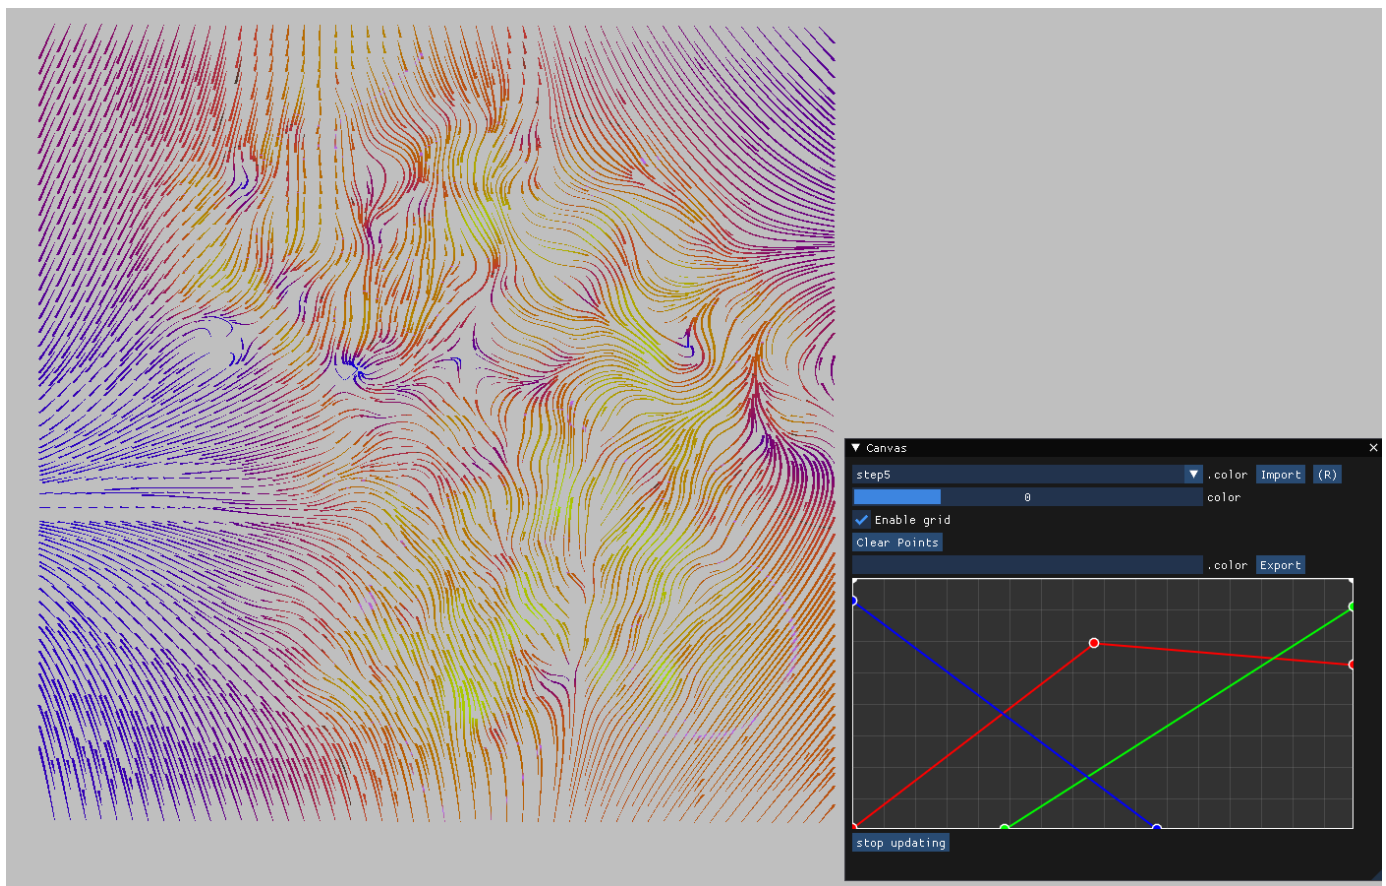 Canvas
step5 .color Import (R)
0 color
Enable grid
Clear Points
.color Export
stop updating